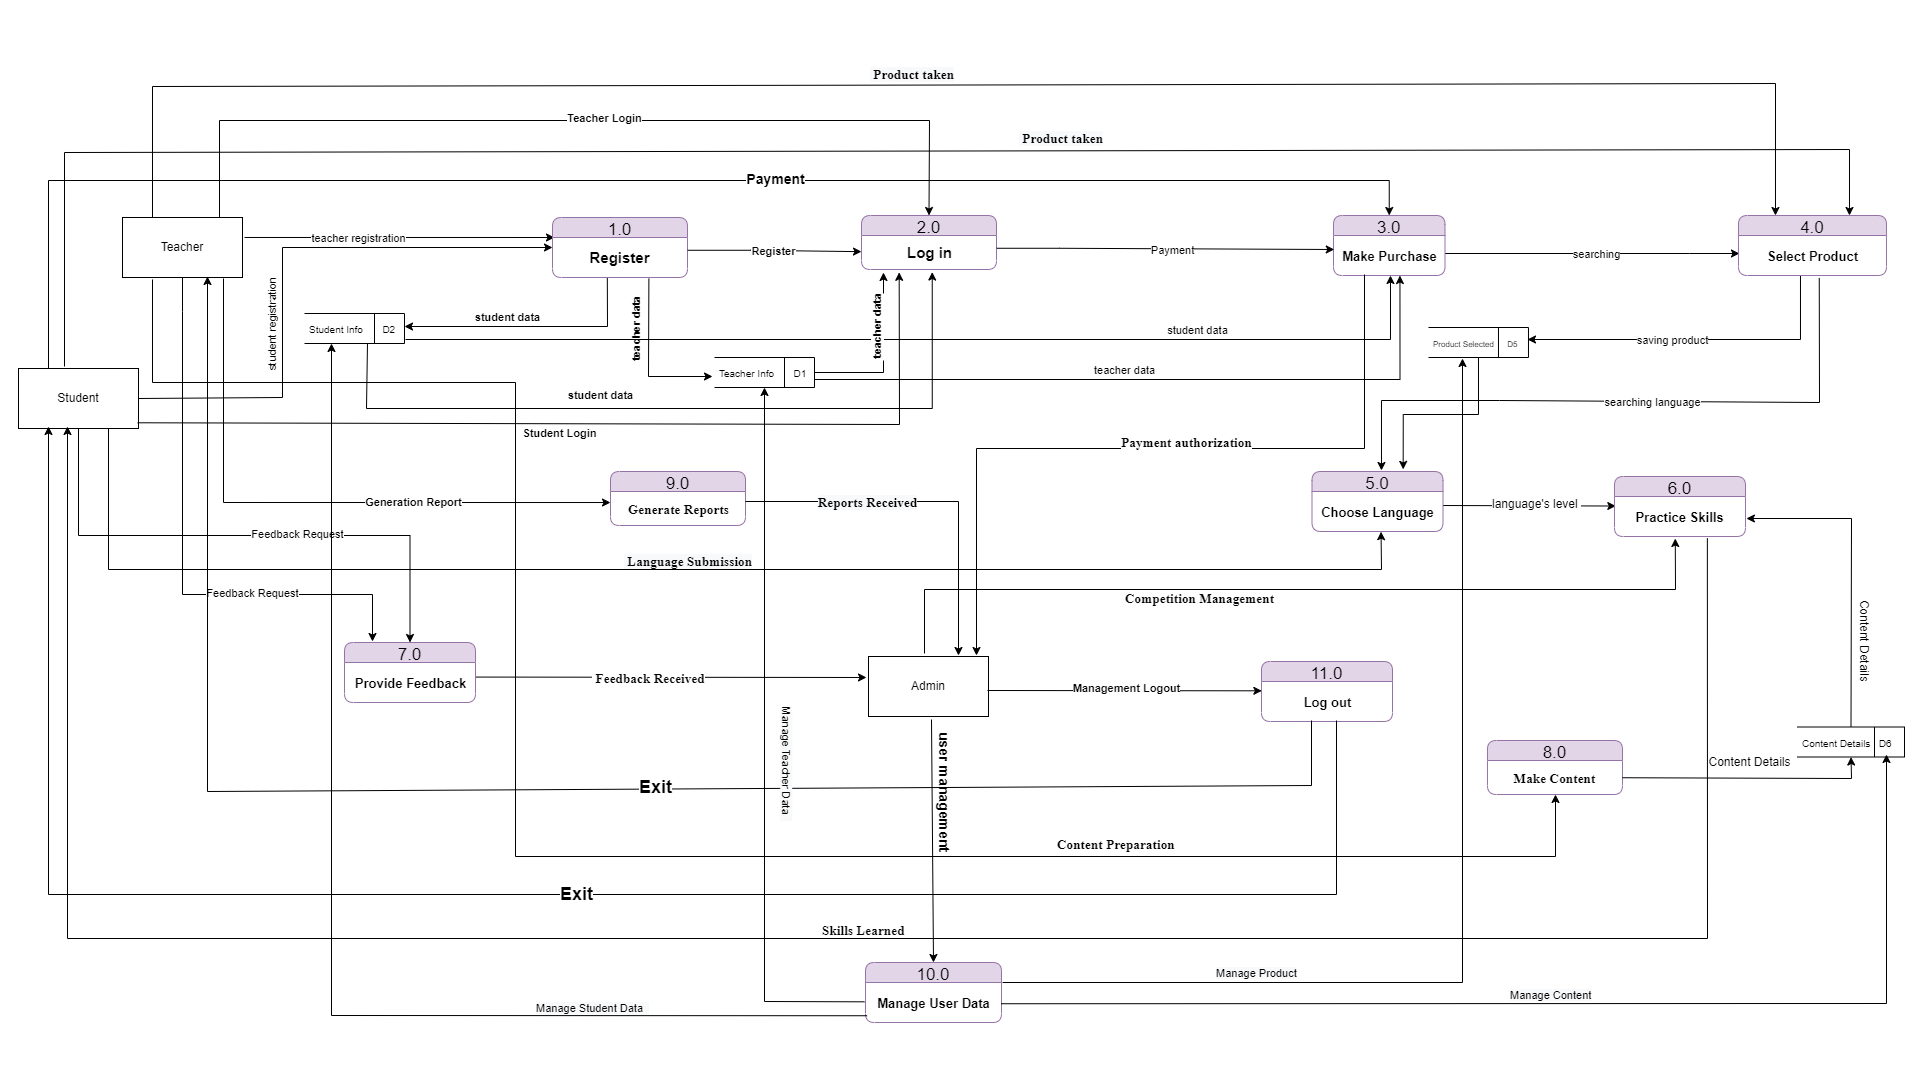 Product taken
Teacher Login
Product taken
Payment
Teacher
teacher registration
1.0
Register
Register
2.0
Log in
Payment
3.0
Make Purchase
searching
4.0
Select Product
student registration
Student Info
D2
student data
teacher data
teacher data
student data
Product Selected
D5
saving product
Teacher Info
D1
teacher data
Student
student data
searching language
Student Login
Payment authorization
9.0
Generate Reports
Generation Report
Reports Received
5.0
Choose Language
language's level
6.0
Practice Skills
Feedback Request
Language Submission
Feedback Request
Competition Management
Content Details
7.0
Provide Feedback
Feedback Received
Admin
Management Logout
11.0
Log out
Manage Teacher Data
user management
8.0
Make Content
Content Details
Content Details
D6
Exit
Content Preparation
Exit
Skills Learned
10.0
Manage User Data
Manage Product
Manage Content
Manage Student Data